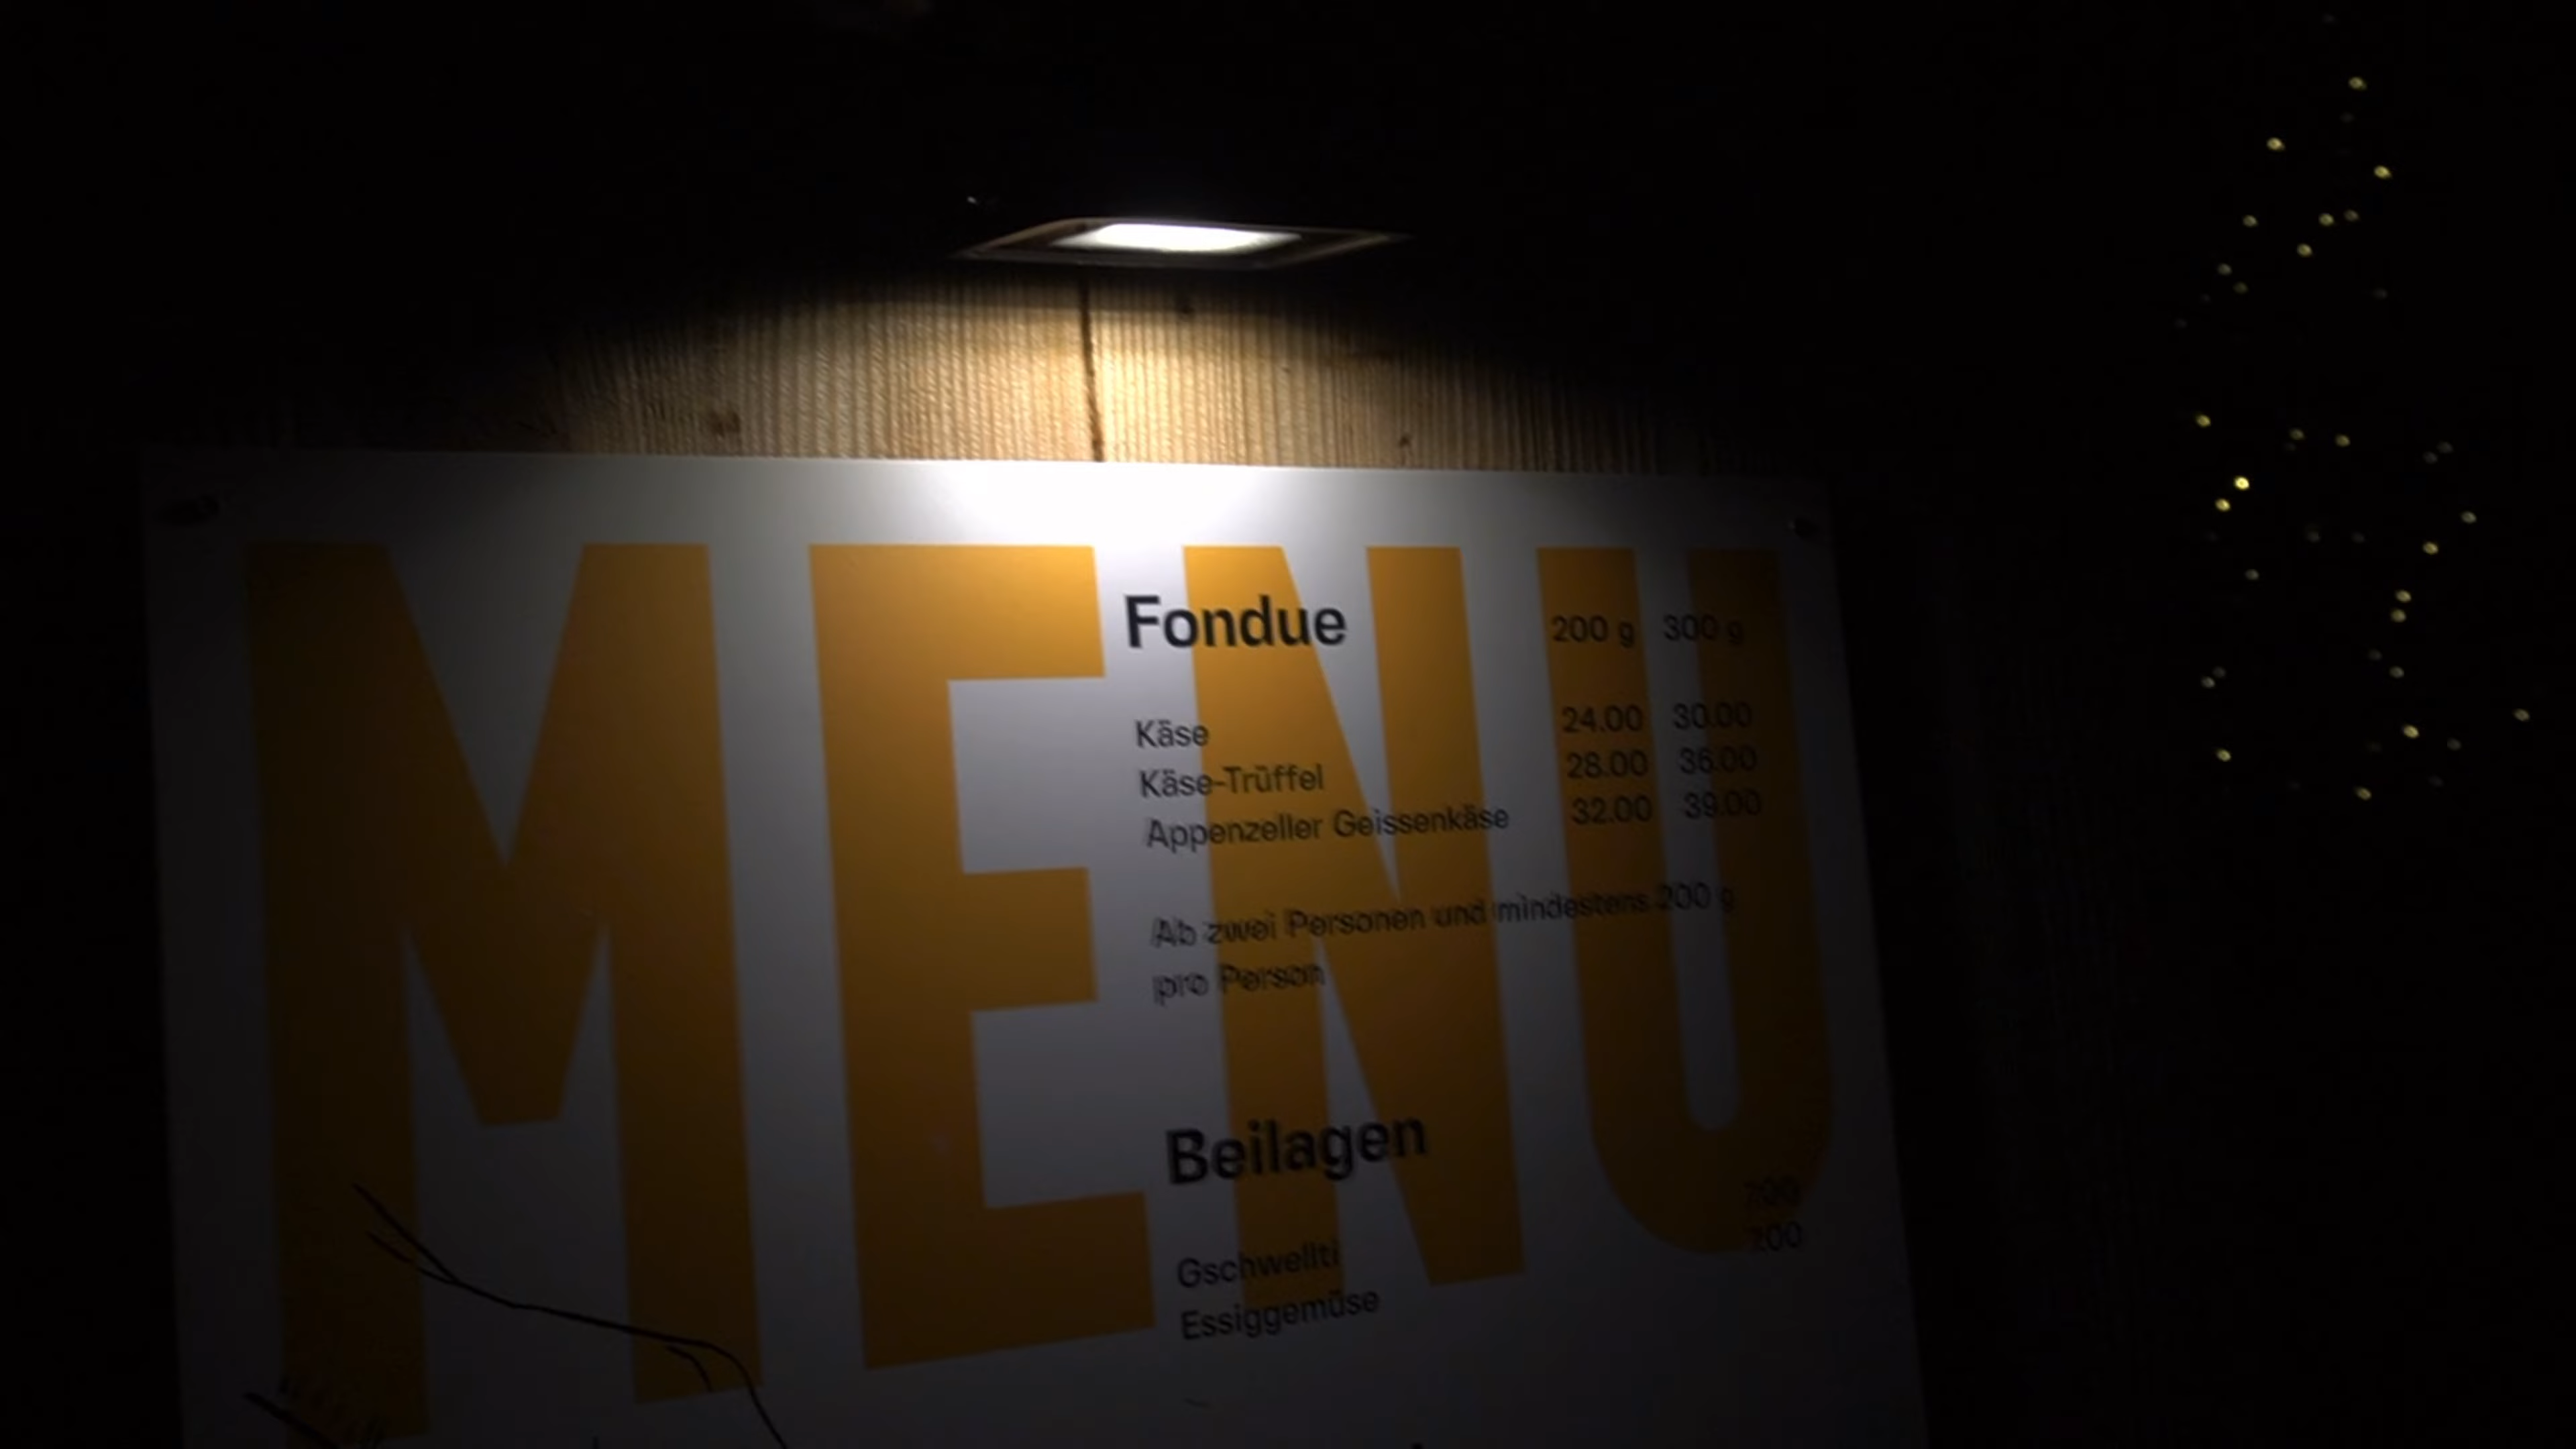 MENU
Fondue 200 g 300 g
Käse 24.00 30.00
Käse-Trüffel 28.00 36.00
Appenzeller Geissenkäse 32.00 39.00
Ab zwei Personen und mindestens 200 g
pro Person
Beilagen
Gschwellti
Essiggemüse